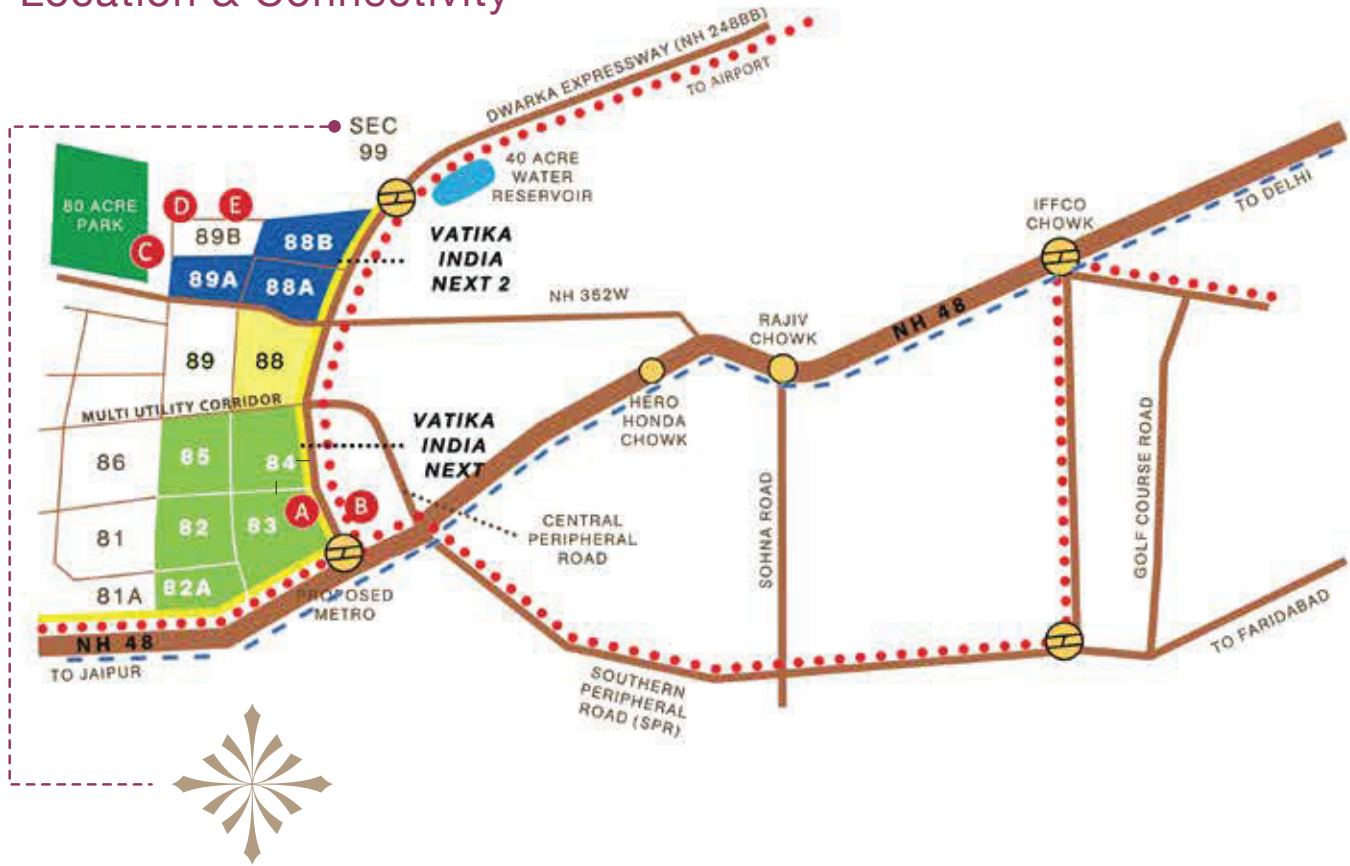 Location & Connectivity
DWARKA EXPRESSWAY (NH 248BB)
TO AIRPORT
SEC
99
40 ACRE
WATER
RESERVOIR
80 ACRE
PARK
D
E
C
89B
88B
89A
88A
VATIKA
INDIA
NEXT 2
IFFCO
CHOWK
TO DELHI
NH 352W
RAJIV
CHOWK
NH 48
89
88
HERO
HONDA
CHOWK
MULTI UTILITY CORRIDOR
VATIKA
INDIA
NEXT
86
85
84
A
B
81
82
83
CENTRAL
PERIPHERAL
ROAD
SOHNA ROAD
GOLF COURSE ROAD
81A
82A
PROPOSED
METRO
NH 48
TO JAIPUR
SOUTHERN
PERIPHERAL
ROAD (SPR)
TO FARIDABAD